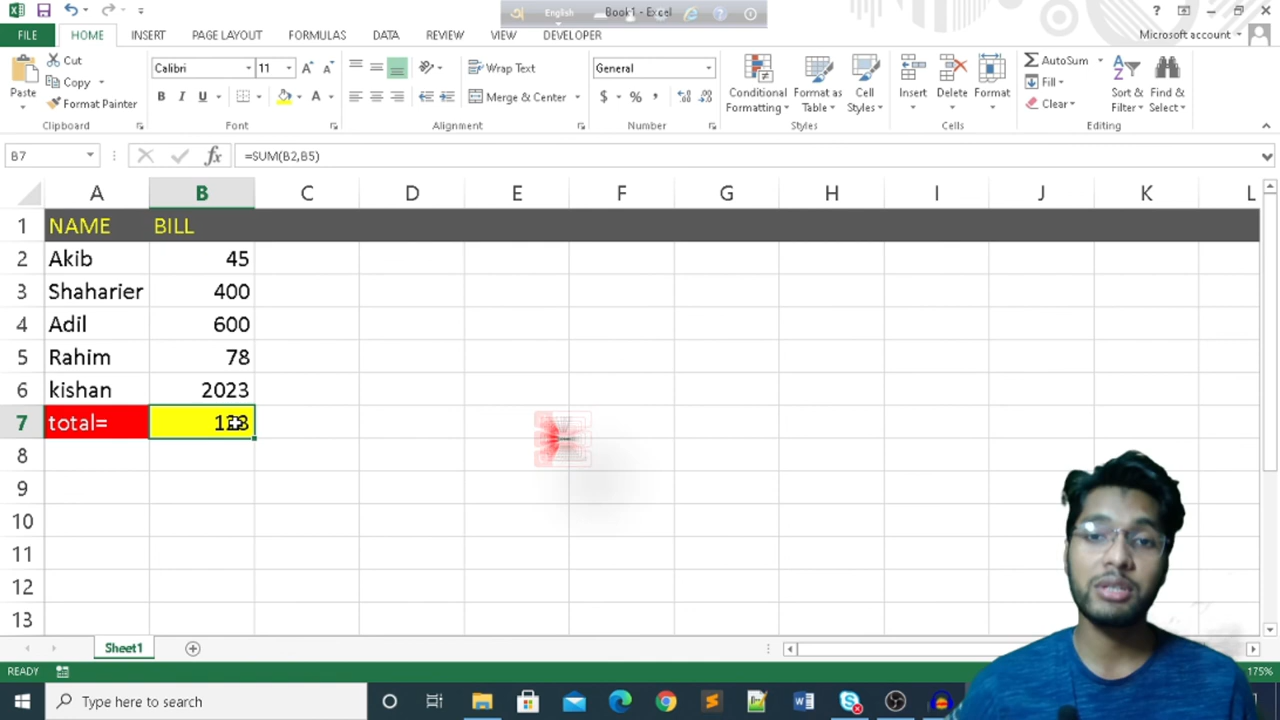 English
Book1 - Excel
?
FILE HOME INSERT PAGE LAYOUT FORMULAS DATA REVIEW VIEW DEVELOPER
Microsoft account
Paste
Cut
Copy
Format Painter
Clipboard
Calibri 11
B I U
Font
Wrap Text
Merge & Center
Alignment
General
$ % ,
Number
Conditional Formatting
Format as Table
Cell Styles
Styles
Insert
Delete
Format
Cells
AutoSum
Fill
Clear
Sort & Filter
Find & Select
Editing
B7
fx
=SUM(B2,B5)
A B C D E F G H I J K L
1 NAME BILL
2 Akib 45
3 Shaharier 400
4 Adil 600
5 Rahim 78
6 kishan 2023
7 total= 123
8
9
10
11
12
13
Sheet1
READY
175%
Type here to search